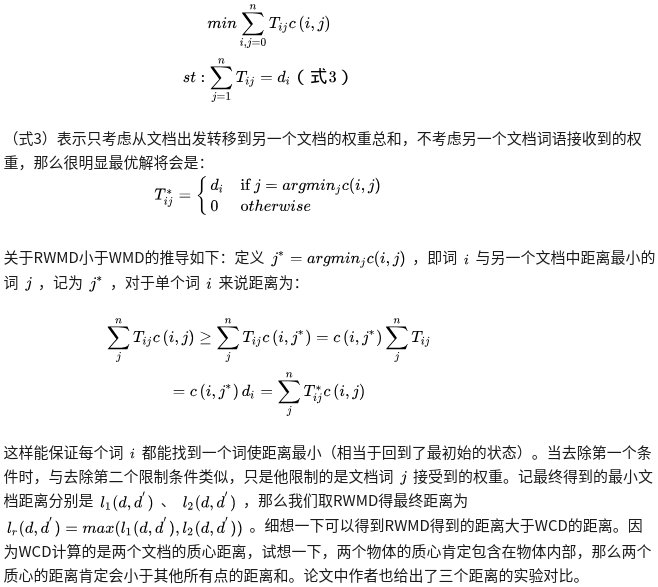 $min \sum_{i,j=0}^{n} T_{ij} c\,(i,j)$
$st: \sum_{j=1}^{n} T_{ij} = d_i$ ( 式3 )
（式3）表示只考虑从文档出发转移到另一个文档的权重总和，不考虑另一个文档词语接收到的权
重，那么很明显最优解将会是：
$T_{ij}^{*} = \begin{cases} d_i & \text{if } j = argmin_j c(i,j) \\ 0 & otherwise \end{cases}$
关于RWMD小于WMD的推导如下：定义 $j^* = argmin_j c(i,j)$ ，即词 $i$ 与另一个文档中距离最小的
词 $j$ ，记为 $j^*$ ，对于单个词 $i$ 来说距离为：
$\sum_{j}^{n} T_{ij} c\,(i,j) \geq \sum_{j}^{n} T_{ij} c\,(i,j^*) = c\,(i,j^*) \sum_{j}^{n} T_{ij}$
$= c\,(i,j^*)\, d_i = \sum_{j}^{n} T_{ij}^{*} c\,(i,j)$
这样能保证每个词 $i$ 都能找到一个词使距离最小（相当于回到了最初始的状态）。当去除第一个条
件时，与去除第二个限制条件类似，只是他限制的是文档词 $j$ 接受到的权重。记最终得到的最小文
档距离分别是 $l_1(d,d^{'})$ 、 $l_2(d,d^{'})$ ，那么我们取RWMD得最终距离为
$l_r(d,d^{'}) = max(l_1(d,d^{'}), l_2(d,d^{'}))$ 。细想一下可以得到RWMD得到的距离大于WCD的距离。因
为WCD计算的是两个文档的质心距离，试想一下，两个物体的质心肯定包含在物体内部，那么两个
质心的距离肯定会小于其他所有点的距离和。论文中作者也给出了三个距离的实验对比。